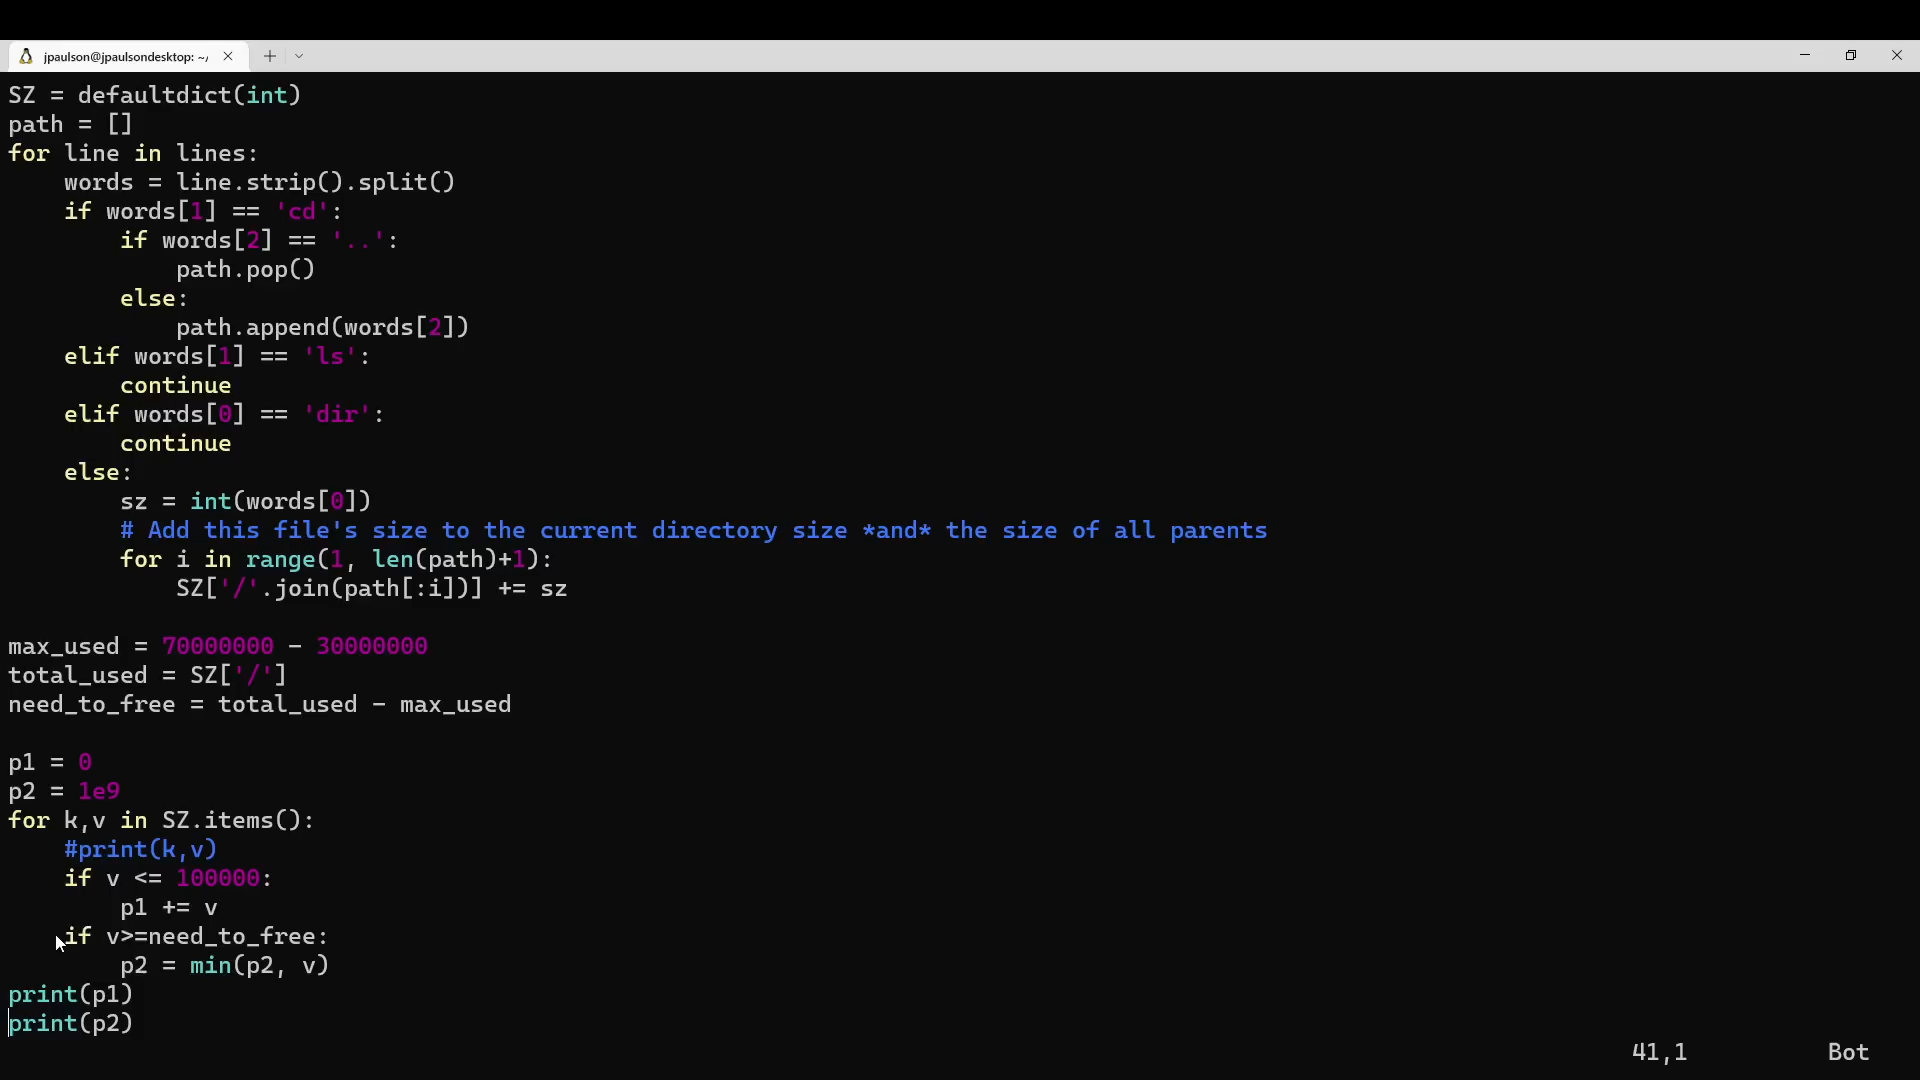 jpaulson@jpaulsondesktop: ~/
SZ = defaultdict(int)
path = []
for line in lines:
    words = line.strip().split()
    if words[1] == 'cd':
        if words[2] == '..':
            path.pop()
        else:
            path.append(words[2])
    elif words[1] == 'ls':
        continue
    elif words[0] == 'dir':
        continue
    else:
        sz = int(words[0])
        # Add this file's size to the current directory size *and* the size of all parents
        for i in range(1, len(path)+1):
            SZ['/'.join(path[:i])] += sz

max_used = 70000000 - 30000000
total_used = SZ['/']
need_to_free = total_used - max_used

p1 = 0
p2 = 1e9
for k,v in SZ.items():
    #print(k,v)
    if v <= 100000:
        p1 += v
    if v>=need_to_free:
        p2 = min(p2, v)
print(p1)
print(p2)
41,1 Bot